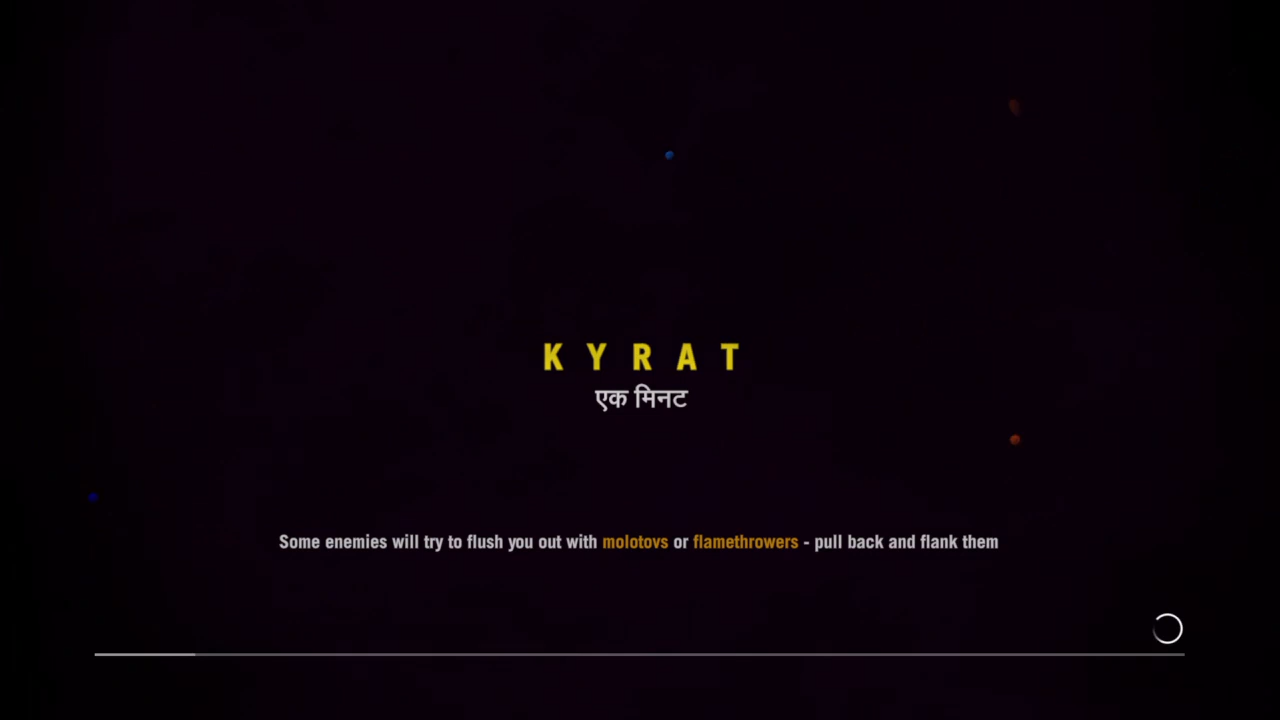 KYRAT
एक मिनट
Some enemies will try to flush you out with molotovs or flamethrowers - pull back and flank them